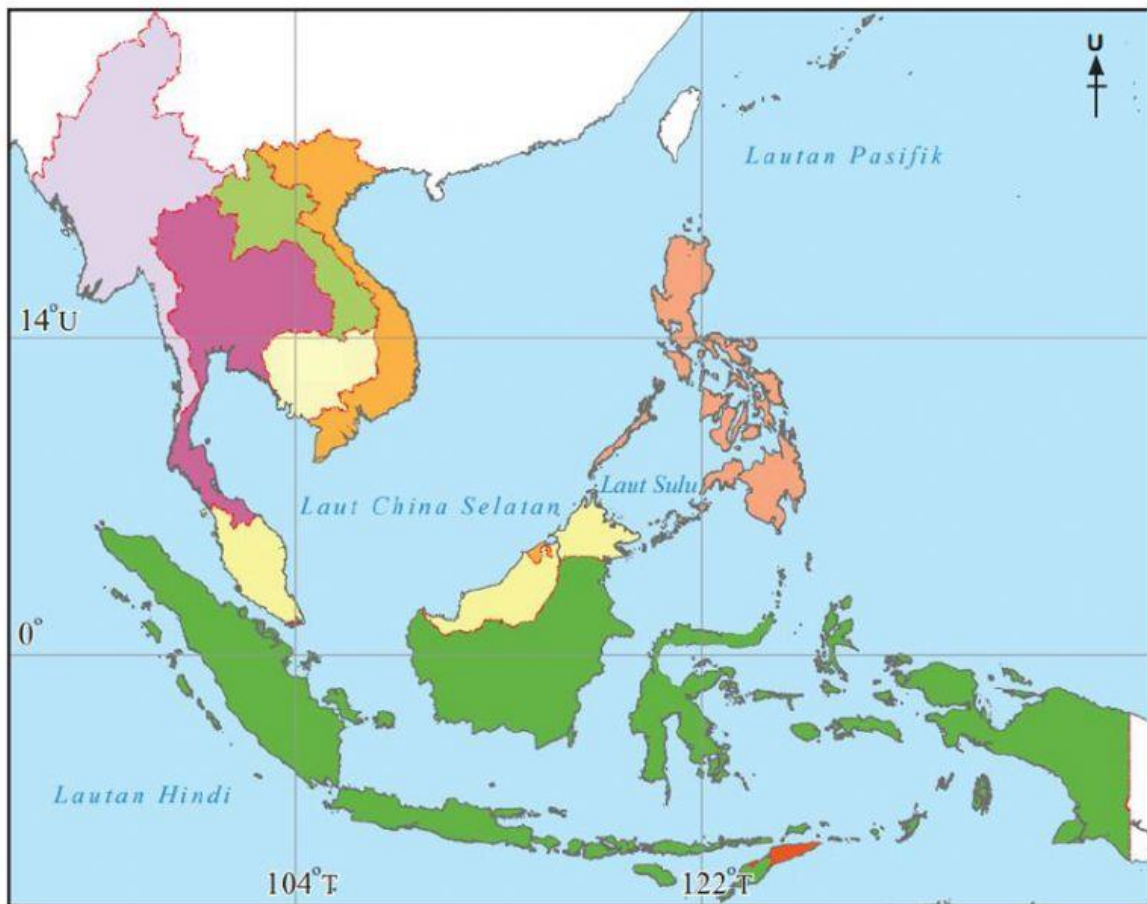 U
Lautan Pasifik
14°U
Laut Sulu
Laut China Selatan
0°
Lautan Hindi
104°T
122°T